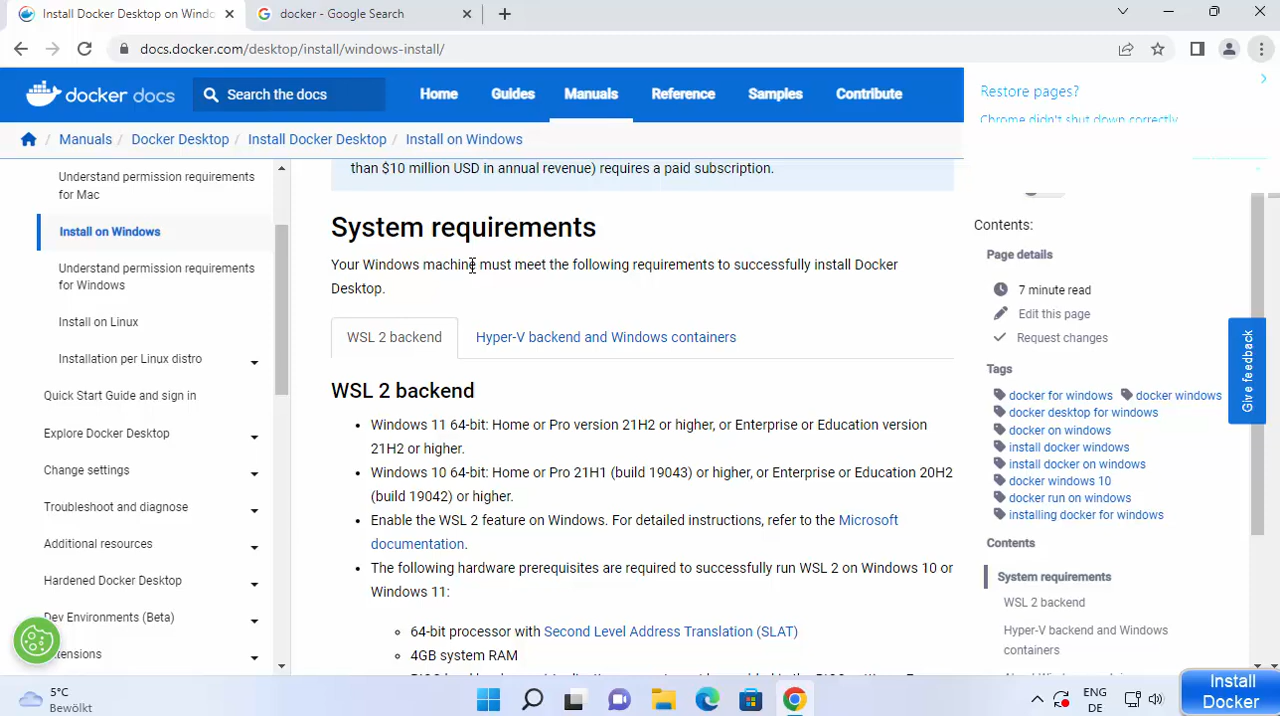 Install Docker Desktop on Windo
docker - Google Search
docs.docker.com/desktop/install/windows-install/
docker docs
Search the docs
Home
Guides
Manuals
Reference
Samples
Contribute
Restore pages?
Chrome didn't shut down correctly
/ Manuals / Docker Desktop / Install Docker Desktop / Install on Windows
Understand permission requirements
for Mac
Install on Windows
Understand permission requirements
for Windows
Install on Linux
Installation per Linux distro
Quick Start Guide and sign in
Explore Docker Desktop
Change settings
Troubleshoot and diagnose
Additional resources
Hardened Docker Desktop
Dev Environments (Beta)
tensions
than $10 million USD in annual revenue) requires a paid subscription.
System requirements
Your Windows machine must meet the following requirements to successfully install Docker
Desktop.
WSL 2 backend
Hyper-V backend and Windows containers
WSL 2 backend
• Windows 11 64-bit: Home or Pro version 21H2 or higher, or Enterprise or Education version
21H2 or higher.
• Windows 10 64-bit: Home or Pro 21H1 (build 19043) or higher, or Enterprise or Education 20H2
(build 19042) or higher.
• Enable the WSL 2 feature on Windows. For detailed instructions, refer to the Microsoft
documentation.
• The following hardware prerequisites are required to successfully run WSL 2 on Windows 10 or
Windows 11:
64-bit processor with Second Level Address Translation (SLAT)
4GB system RAM
Contents:
Page details
7 minute read
Edit this page
Request changes
Tags
docker for windows
docker windows
docker desktop for windows
docker on windows
install docker windows
install docker on windows
docker windows 10
docker run on windows
installing docker for windows
Contents
System requirements
WSL 2 backend
Hyper-V backend and Windows
containers
Give feedback
5°C
Bewölkt
ENG
DE
Install
Docker